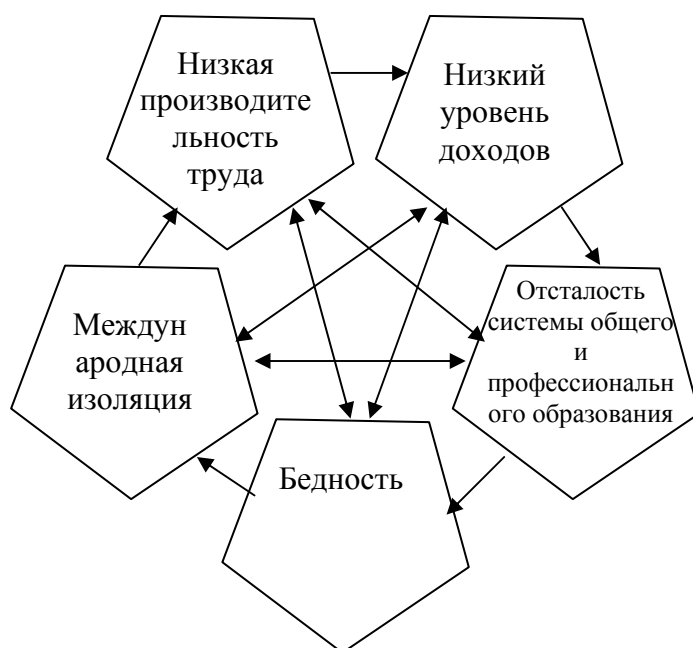 Низкая
производите
льность
труда
Низкий
уровень
доходов
Междун
ародная
изоляция
Отсталость
системы общего
и
профессиональн
ого образования
Бедность